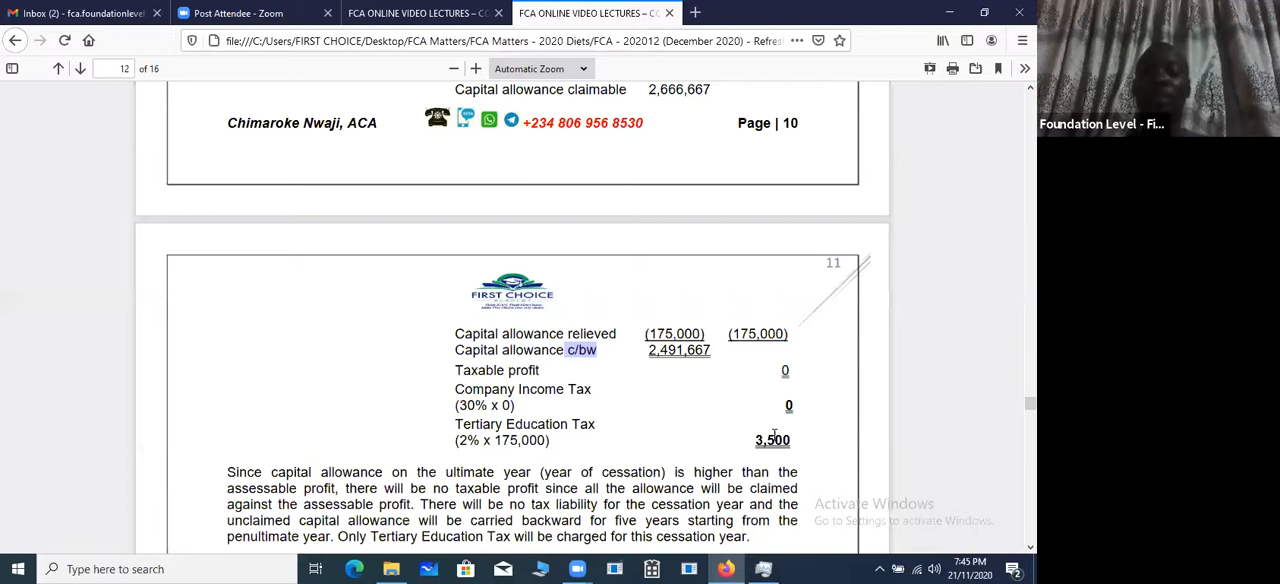 Inbox (2) - fca.foundationlevel
Post Attendee - Zoom
FCA ONLINE VIDEO LECTURES – CC
FCA ONLINE VIDEO LECTURES – CC
file:///C:/Users/FIRST CHOICE/Desktop/FCA Matters/FCA Matters - 2020 Diets/FCA - 202012 (December 2020) - Refres
12 of 16
Automatic Zoom
Capital allowance claimable 2,666,667
Chimaroke Nwaji, ACA +234 806 956 8530 Page | 10
Foundation Level - Fi...
11
FIRST CHOICE
ACADEMY
Capital allowance relieved (175,000) (175,000)
Capital allowance c/bw 2,491,667
Taxable profit 0
Company Income Tax
(30% x 0) 0
Tertiary Education Tax
(2% x 175,000) 3,500
Since capital allowance on the ultimate year (year of cessation) is higher than the
assessable profit, there will be no taxable profit since all the allowance will be claimed
against the assessable profit. There will be no tax liability for the cessation year and the
unclaimed capital allowance will be carried backward for five years starting from the
penultimate year. Only Tertiary Education Tax will be charged for this cessation year.
Activate Windows
Go to Settings to activate Windows.
Type here to search
7:45 PM
21/11/2020
2